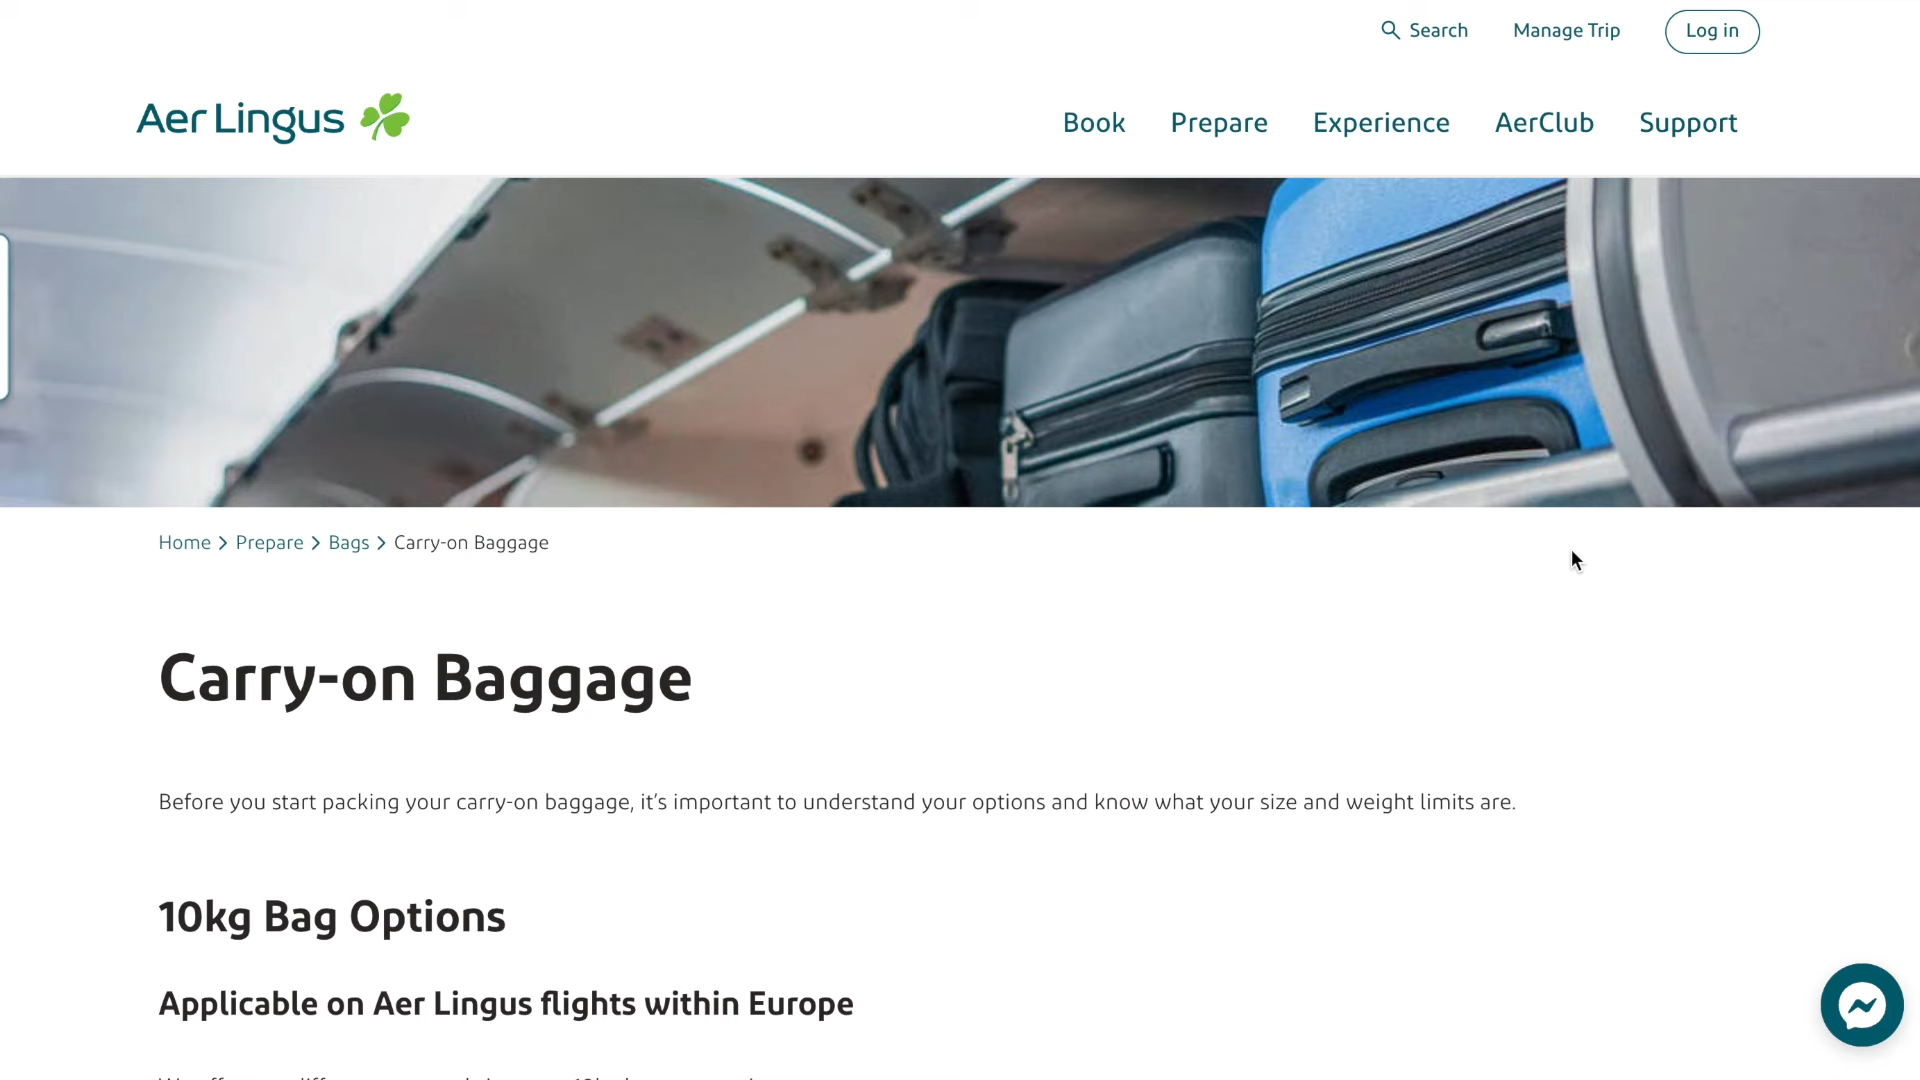 Search Manage Trip Log in
Aer Lingus
Book Prepare Experience AerClub Support
Home Prepare Bags Carry-on Baggage
Carry-on Baggage
Before you start packing your carry-on baggage, it's important to understand your options and know what your size and weight limits are.
10kg Bag Options
Applicable on Aer Lingus flights within Europe